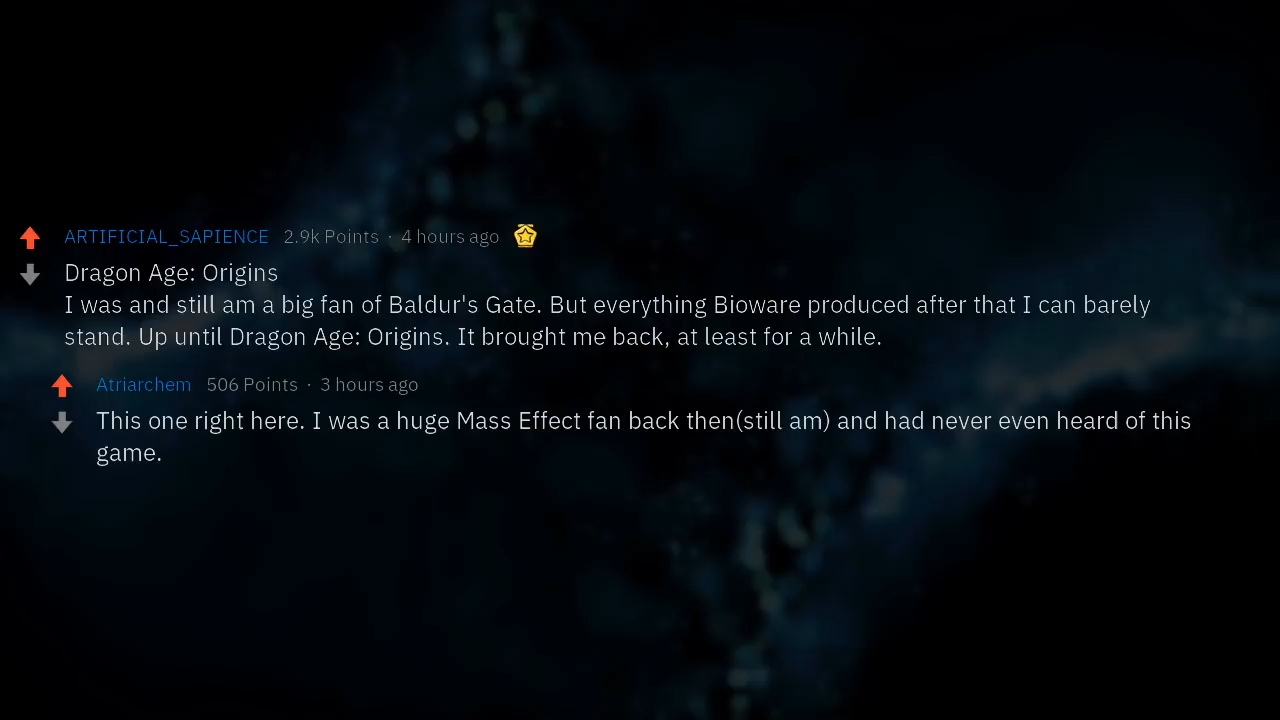 ARTIFICIAL_SAPIENCE 2.9k Points · 4 hours ago
Dragon Age: Origins
I was and still am a big fan of Baldur's Gate. But everything Bioware produced after that I can barely
stand. Up until Dragon Age: Origins. It brought me back, at least for a while.
Atriarchem 506 Points · 3 hours ago
This one right here. I was a huge Mass Effect fan back then(still am) and had never even heard of this
game.